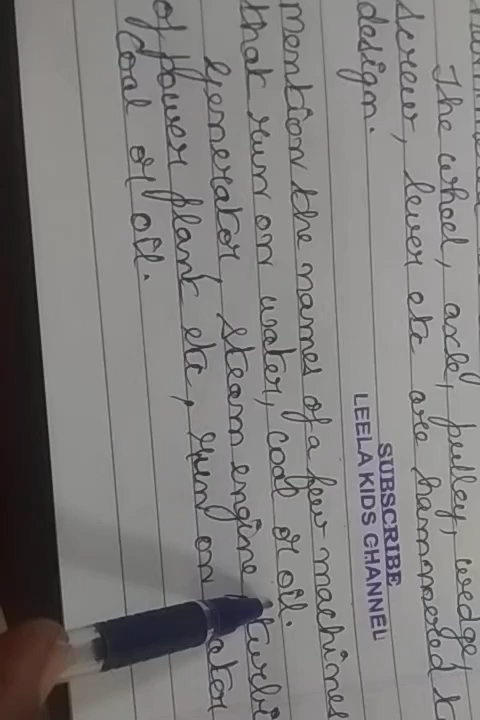 The wheel, axle, pulley, wedge,
screw, lever etc are hammered t
design.
mention the names of a few machines
that run on water, coal or oil.
Generator, steam engine turbi
of power plant etc, run on ater
coal or oil.
SUBSCRIBE
LEELA KIDS CHANNEL